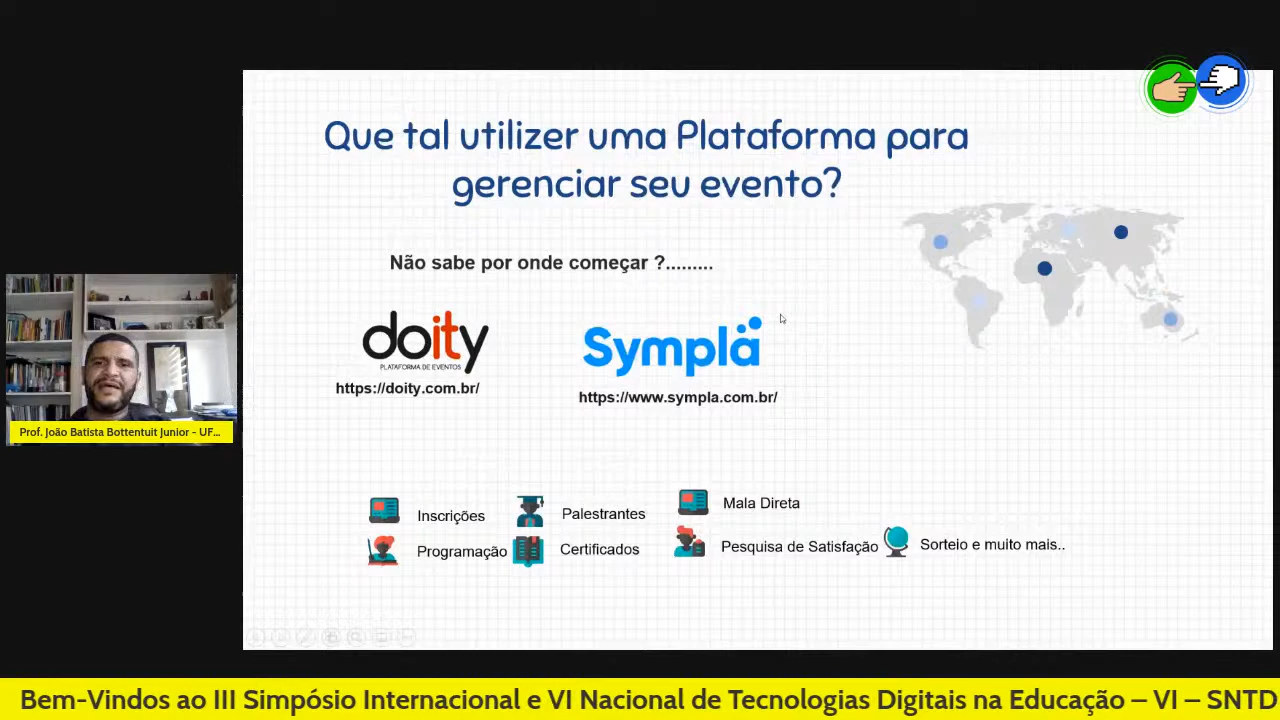 Que tal utilizer uma Plataforma para
gerenciar seu evento?
Não sabe por onde começar ?.........
doity
PLATAFORMA DE EVENTOS
https://doity.com.br/
Sympla
https://www.sympla.com.br/
Prof. João Batista Bottentuit Junior - UF...
Inscrições
Palestrantes
Mala Direta
Programação
Certificados
Pesquisa de Satisfação
Sorteio e muito mais..
Bem-Vindos ao III Simpósio Internacional e VI Nacional de Tecnologias Digitais na Educação – VI – SNTD